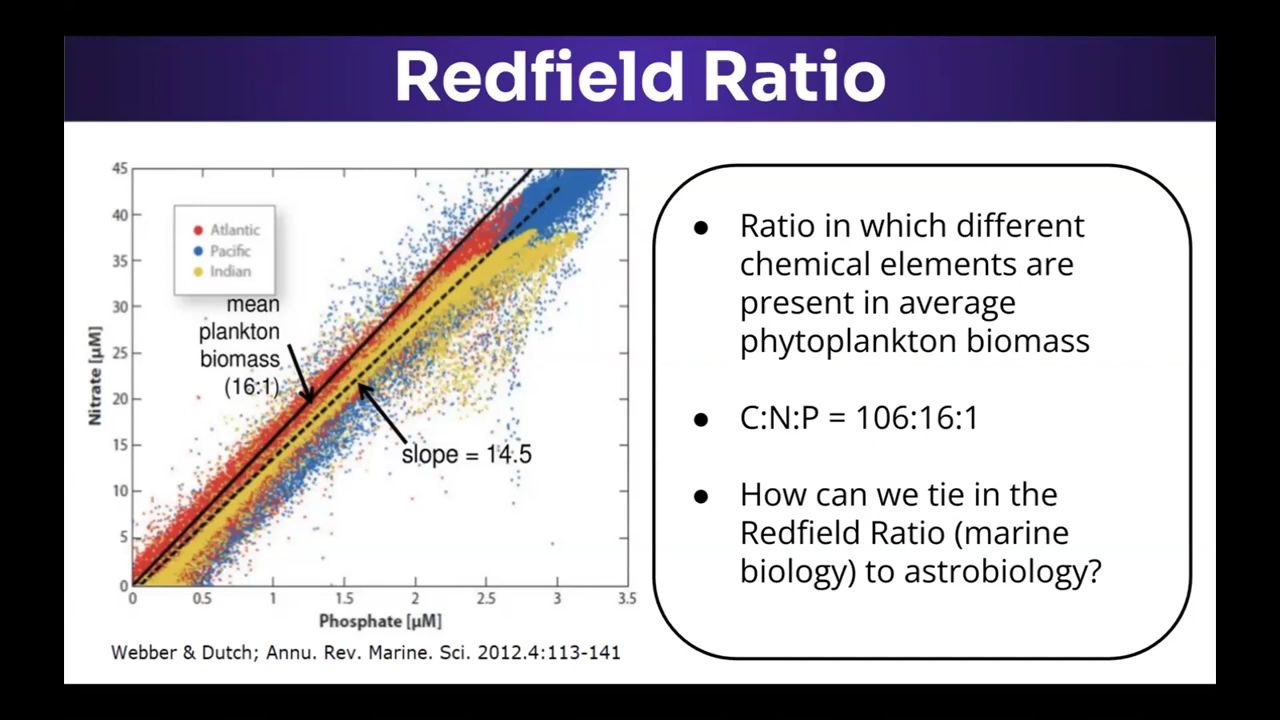 Redfield Ratio
45
40
35
30
25
20
15
10
5
0
Nitrate [μM]
Atlantic
Pacific
Indian
mean
plankton
biomass
(16:1)
slope = 14.5
0
0.5
1
1.5
2
2.5
3
3.5
Phosphate [μM]
Webber & Dutch; Annu. Rev. Marine. Sci. 2012.4:113-141
● Ratio in which different
chemical elements are
present in average
phytoplankton biomass
● C:N:P = 106:16:1
● How can we tie in the
Redfield Ratio (marine
biology) to astrobiology?